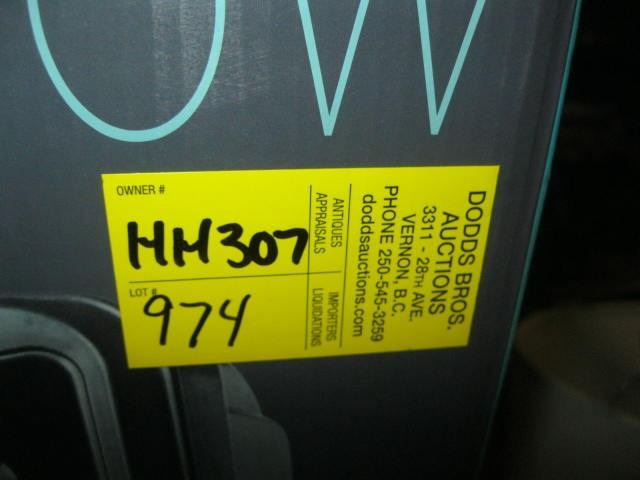 OW
OWNER #
HH307
LOT #
974
ANTIQUES
APPRAISALS
IMPORTERS
LIQUIDATIONS
DODDS BROS.
AUCTIONS
3311 - 28TH AVE.
VERNON, B.C.
PHONE 250-545-3259
doddsauctions.com